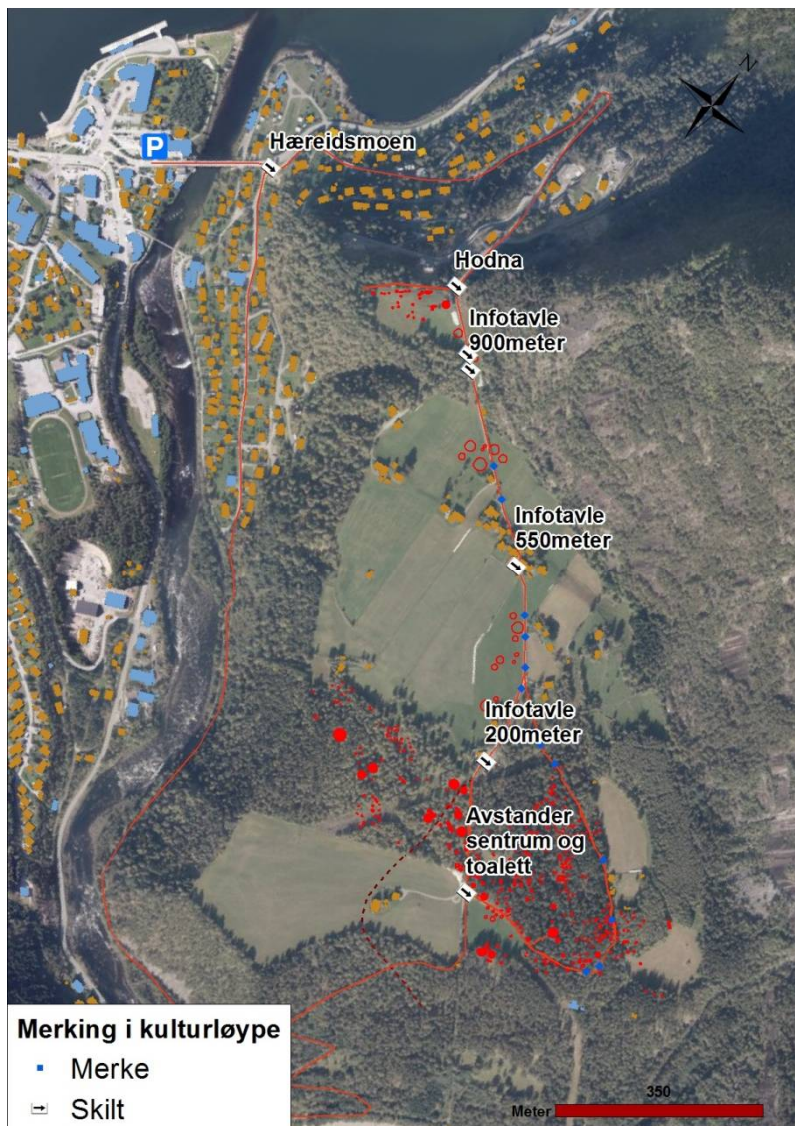 N
P
Hæreidsmoen
Hodna
Infotavle
900meter
Infotavle
550meter
Infotavle
200meter
Avstander
sentrum og
toalett
Merking i kulturløype
Merke
Skilt
350
Meter